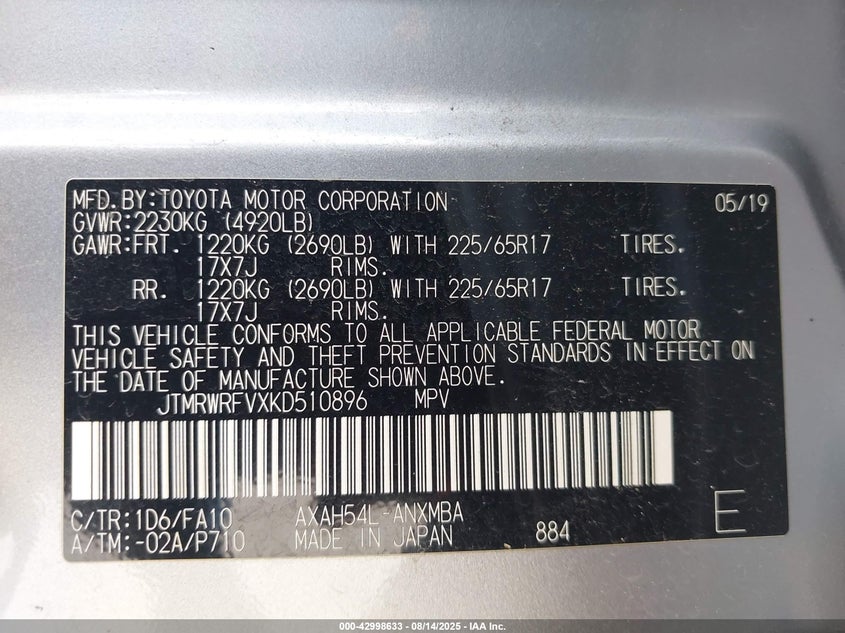 MFD.BY:TOYOTA MOTOR CORPORATION 05/19
GVWR:2230KG (4920LB)
GAWR:FRT. 1220KG (2690LB) WITH 225/65R17 TIRES.
17X7J RIMS.
RR. 1220KG (2690LB) WITH 225/65R17 TIRES.
17X7J RIMS.
THIS VEHICLE CONFORMS TO ALL APPLICABLE FEDERAL MOTOR
VEHICLE SAFETY AND THEFT PREVENTION STANDARDS IN EFFECT ON
THE DATE OF MANUFACTURE SHOWN ABOVE.
JTMRWRFVXKD510896 MPV
C/TR:1D6/FA10 AXAH54L-ANXMBA E
A/TM:-02A/P710 MADE IN JAPAN 884
000-42998633 - 08/14/2025 - IAA Inc.